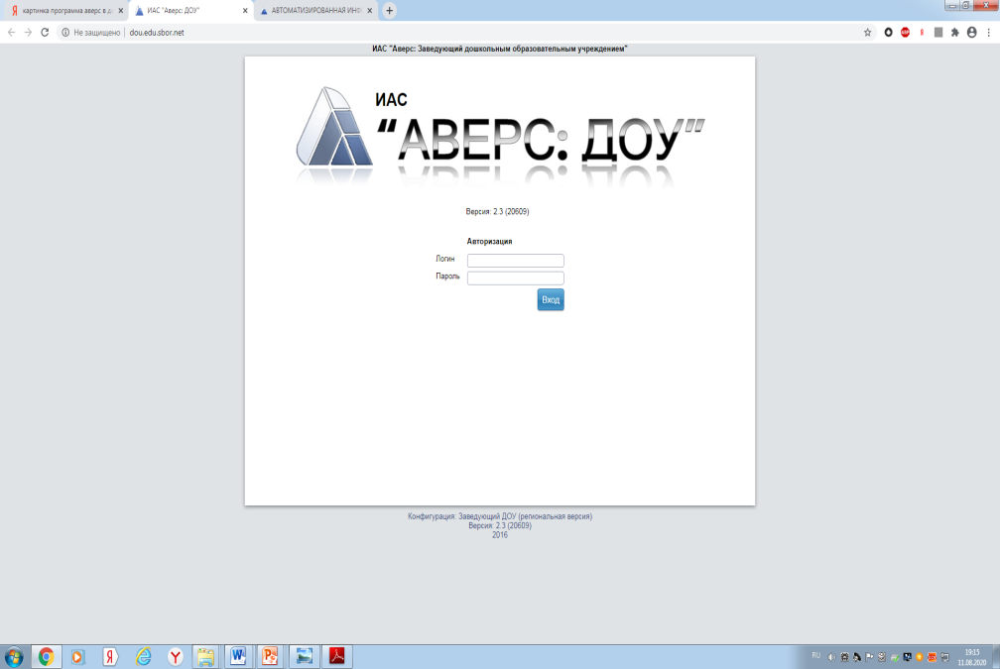 картинка программа аверс в д
ИАС "Аверс: ДОУ"
АВТОМАТИЗИРОВАННАЯ ИНФ
Не защищено
dou.edu.sbor.net
ИАС "Аверс: Заведующий дошкольным образовательным учреждением"
ИАС
"АВЕРС: ДОУ"
Версия: 2.3 (20609)
Авторизация
Логин
Пароль
Вход
Конфигурация: Заведующий ДОУ (региональная версия)
Версия: 2.3 (20609)
2016
RU
19:15
11.08.2020